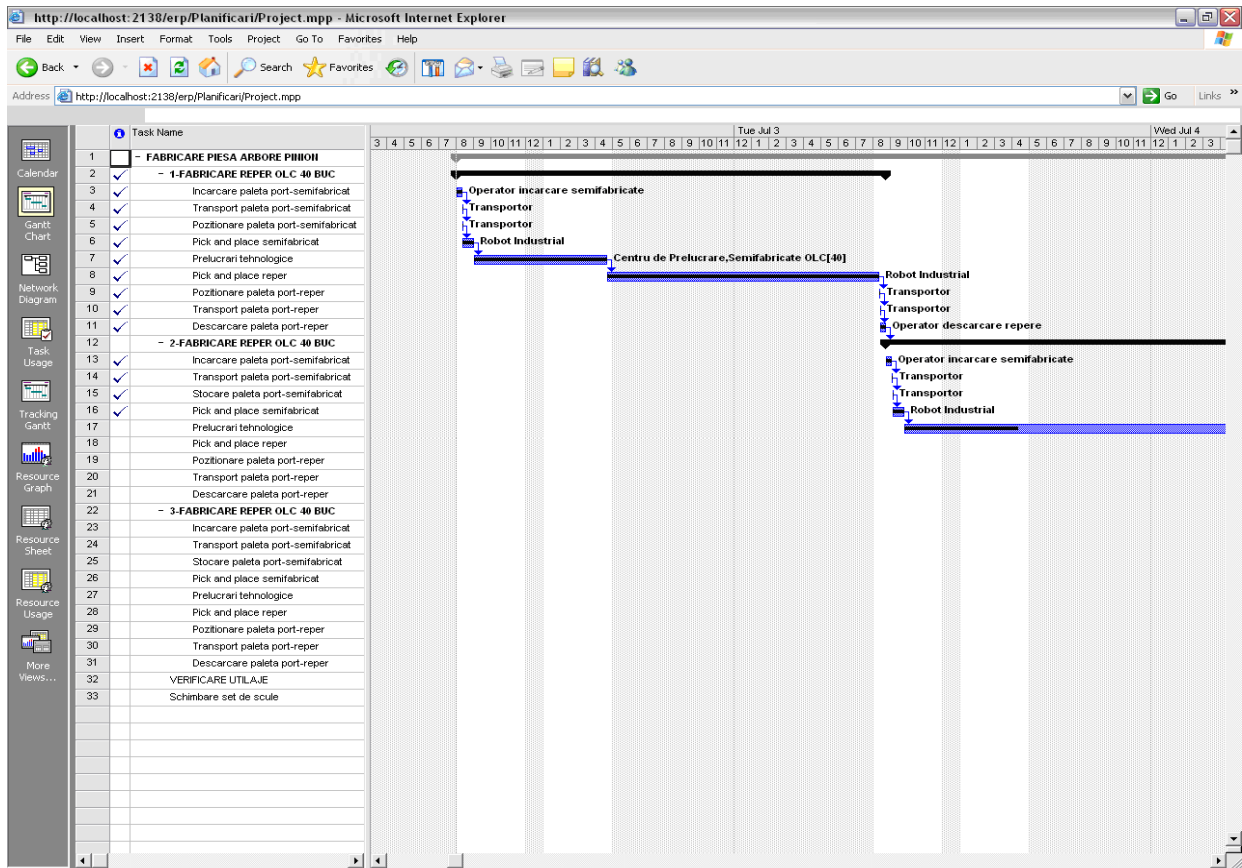 http://localhost:2138/erp/Planificari/Project.mpp - Microsoft Internet Explorer
File Edit View Insert Format Tools Project Go To Favorites Help
Back Search Favorites
Address http://localhost:2138/erp/Planificari/Project.mpp Go Links »
Task Name
Tue Jul 3 Wed Jul 4
3 4 5 6 7 8 9 10 11 12 1 2 3 4 5 6 7 8 9 10 11 12 1 2 3 4 5 6 7 8 9 10 11 12 1 2 3 4 5 6 7 8 9 10 11 12 1 2 3
Calendar
Gantt
Chart
Network
Diagram
Task
Usage
Tracking
Gantt
Resource
Graph
Resource
Sheet
Resource
Usage
More
Views...
1 - FABRICARE PIESA ARBORE PINION
2 - 1-FABRICARE REPER OLC 40 BUC
3 Incarcare paleta port-semifabricat Operator incarcare semifabricate
4 Transport paleta port-semifabricat Transportor
5 Pozitionare paleta port-semifabricat Transportor
6 Pick and place semifabricat Robot Industrial
7 Prelucrari tehnologice Centru de Prelucrare,Semifabricate OLC[40]
8 Pick and place reper Robot Industrial
9 Pozitionare paleta port-reper Transportor
10 Transport paleta port-reper Transportor
11 Descarcare paleta port-reper Operator descarcare repere
12 - 2-FABRICARE REPER OLC 40 BUC
13 Incarcare paleta port-semifabricat Operator incarcare semifabricate
14 Transport paleta port-semifabricat Transportor
15 Stocare paleta port-semifabricat Transportor
16 Pick and place semifabricat Robot Industrial
17 Prelucrari tehnologice
18 Pick and place reper
19 Pozitionare paleta port-reper
20 Transport paleta port-reper
21 Descarcare paleta port-reper
22 - 3-FABRICARE REPER OLC 40 BUC
23 Incarcare paleta port-semifabricat
24 Transport paleta port-semifabricat
25 Stocare paleta port-semifabricat
26 Pick and place semifabricat
27 Prelucrari tehnologice
28 Pick and place reper
29 Pozitionare paleta port-reper
30 Transport paleta port-reper
31 Descarcare paleta port-reper
32 VERIFICARE UTILAJE
33 Schimbare set de scule